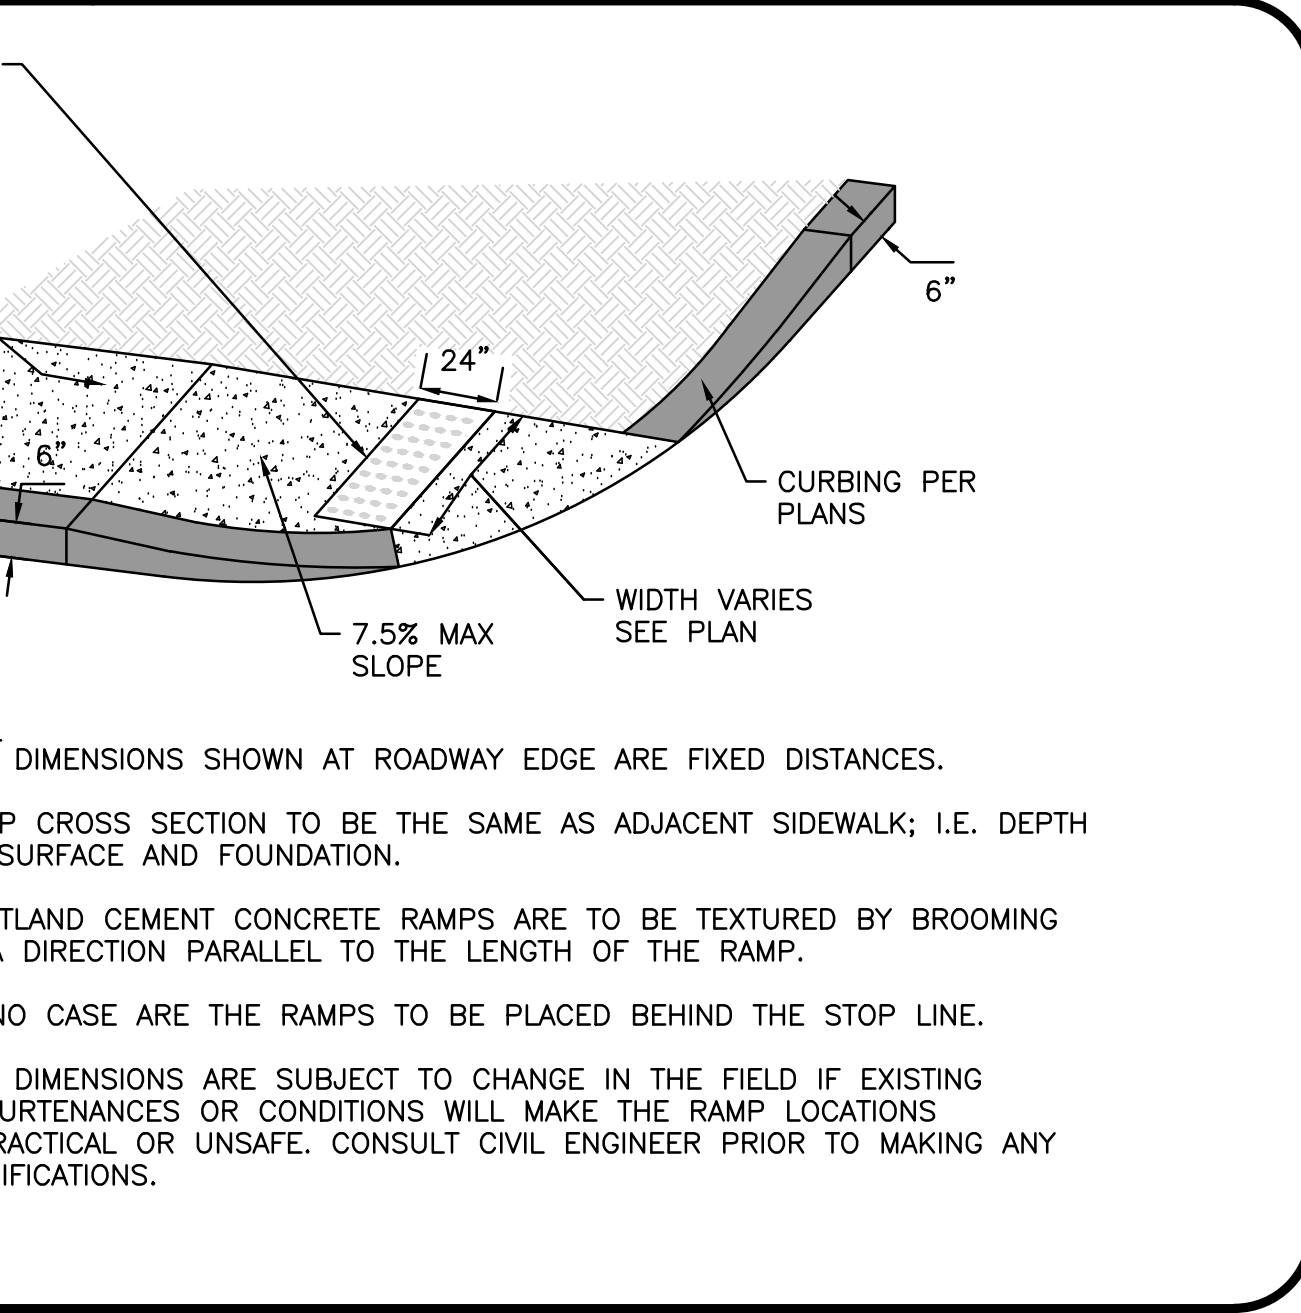 24”
6”
6”
CURBING PER
PLANS
WIDTH VARIES
SEE PLAN
7.5% MAX
SLOPE
DIMENSIONS SHOWN AT ROADWAY EDGE ARE FIXED DISTANCES.
P CROSS SECTION TO BE THE SAME AS ADJACENT SIDEWALK; I.E. DEPTH
SURFACE AND FOUNDATION.
TLAND CEMENT CONCRETE RAMPS ARE TO BE TEXTURED BY BROOMING
A DIRECTION PARALLEL TO THE LENGTH OF THE RAMP.
NO CASE ARE THE RAMPS TO BE PLACED BEHIND THE STOP LINE.
DIMENSIONS ARE SUBJECT TO CHANGE IN THE FIELD IF EXISTING
URTENANCES OR CONDITIONS WILL MAKE THE RAMP LOCATIONS
RACTICAL OR UNSAFE. CONSULT CIVIL ENGINEER PRIOR TO MAKING ANY
IFICATIONS.